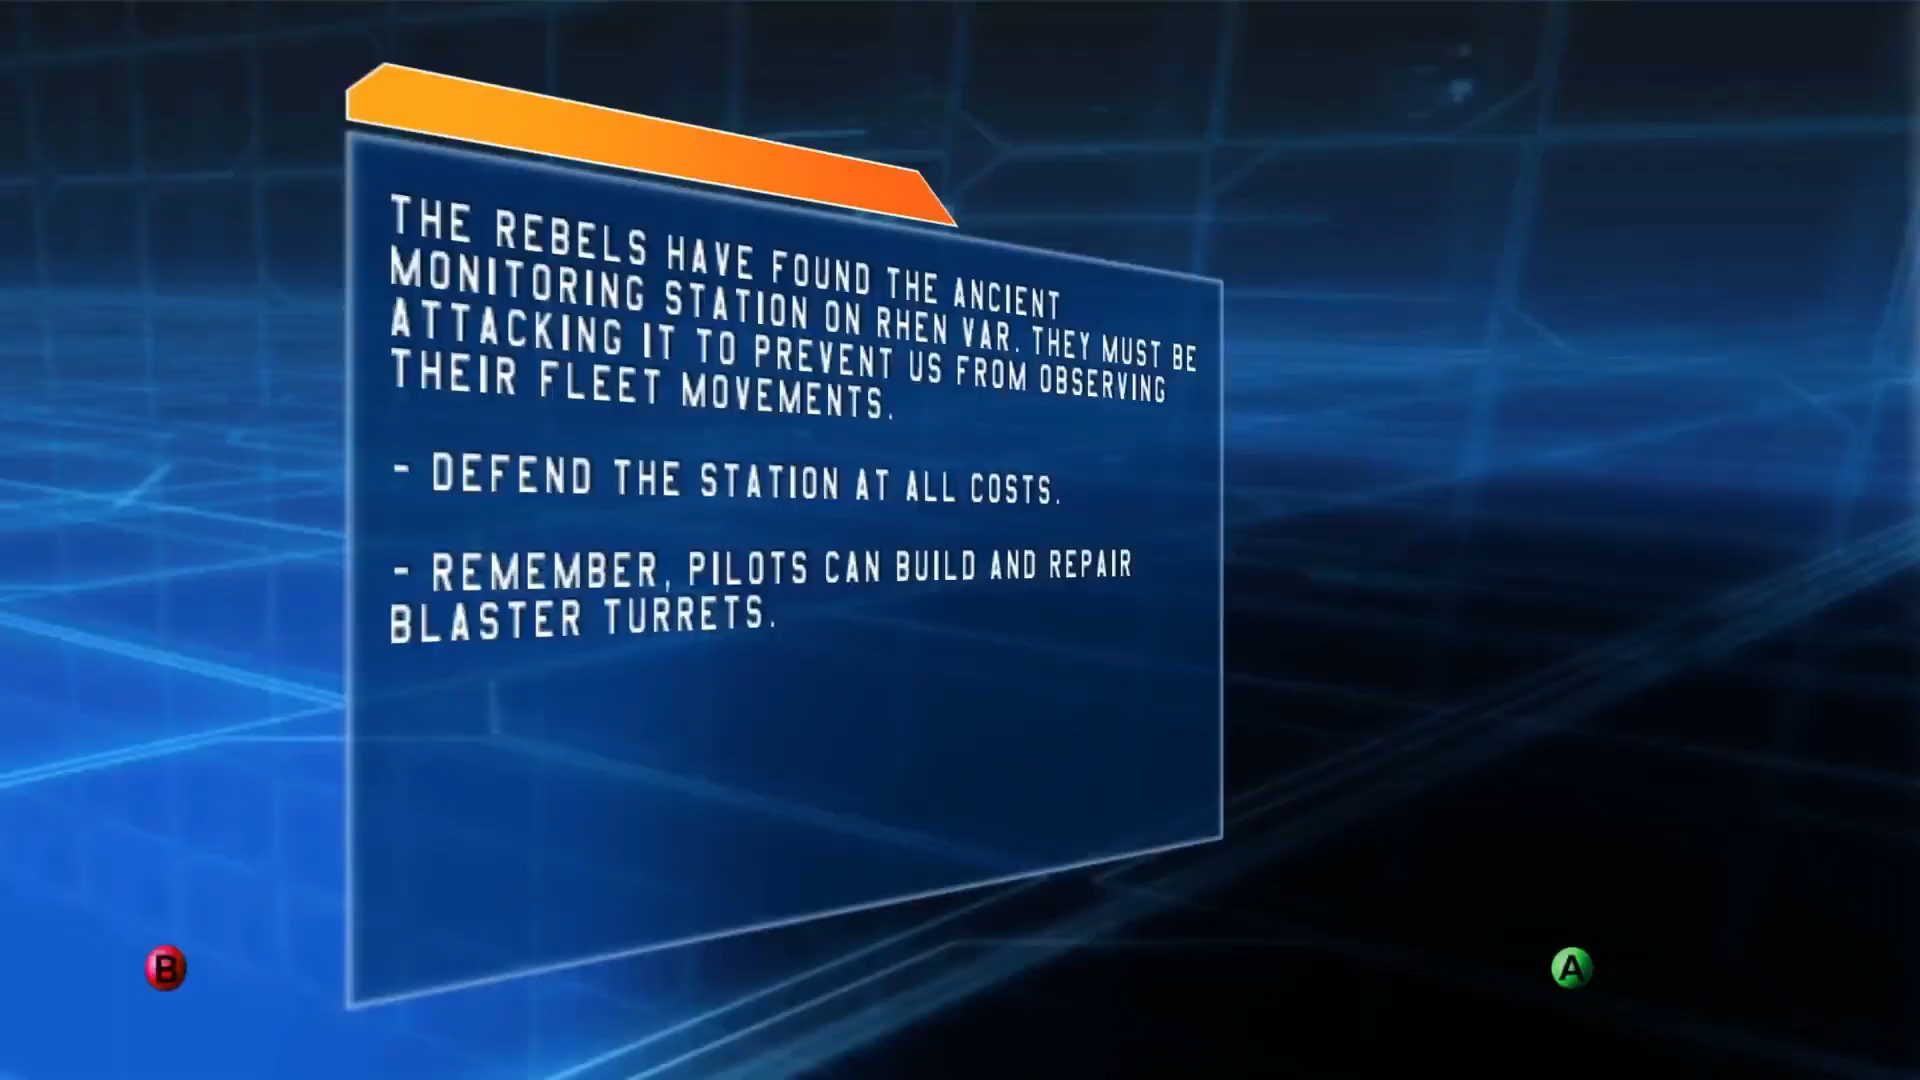 THE REBELS HAVE FOUND THE ANCIENT
MONITORING STATION ON RHEN VAR. THEY MUST BE
ATTACKING IT TO PREVENT US FROM OBSERVING
THEIR FLEET MOVEMENTS.
- DEFEND THE STATION AT ALL COSTS.
- REMEMBER, PILOTS CAN BUILD AND REPAIR
BLASTER TURRETS.
B
A